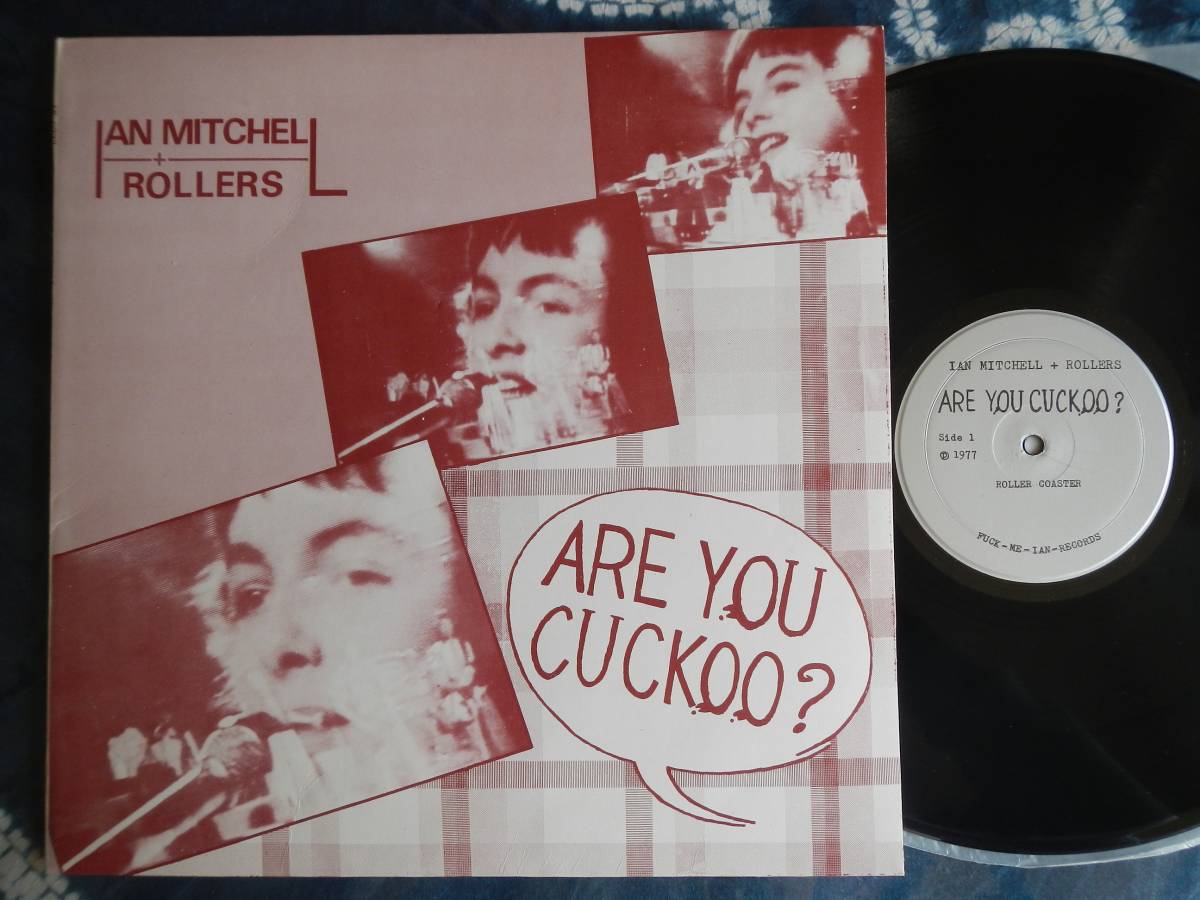 IAN MITCHELL
+
ROLLERS
ARE YOU
CUCKOO?
IAN MITCHELL + ROLLERS
ARE YOU CUCKOO?
Side 1
℗ 1977
ROLLER COASTER
FUCK-ME-IAN-RECORDS